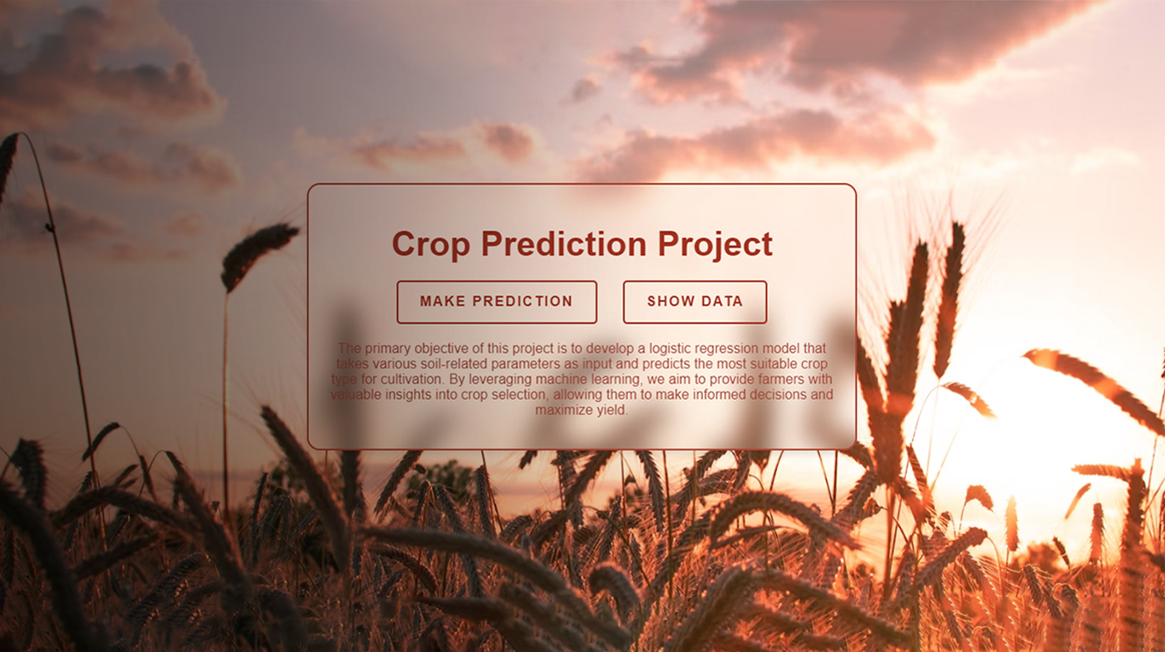 Crop Prediction Project
MAKE PREDICTION
SHOW DATA
The primary objective of this project is to develop a logistic regression model that
takes various soil-related parameters as input and predicts the most suitable crop
type for cultivation. By leveraging machine learning, we aim to provide farmers with
valuable insights into crop selection, allowing them to make informed decisions and
maximize yield.